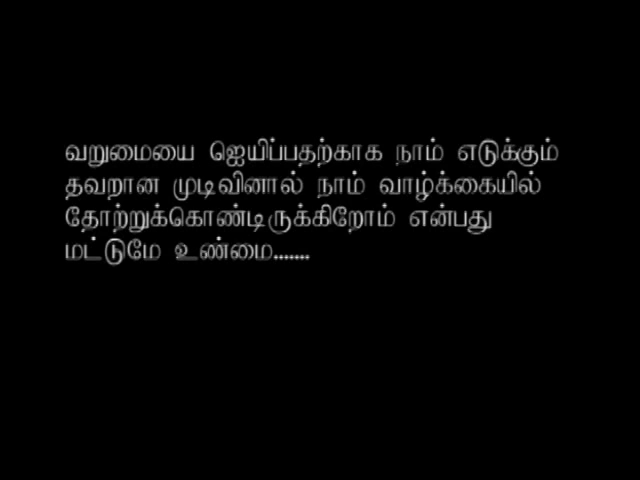 வறுமையை ஜெயிப்பதற்காக நாம் எடுக்கும்
தவறான முடிவினால் நாம் வாழ்க்கையில்
தோற்றுக்கொண்டிருக்கிறோம் என்பது
மட்டுமே உண்மை.......